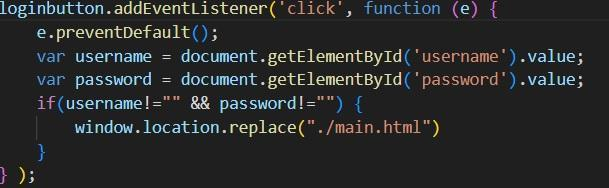 loginbutton.addEventListener('click', function (e) {
    e.preventDefault();
    var username = document.getElementById('username').value;
    var password = document.getElementById('password').value;
    if(username!="" && password!="") {
        window.location.replace("./main.html")
    }
} );